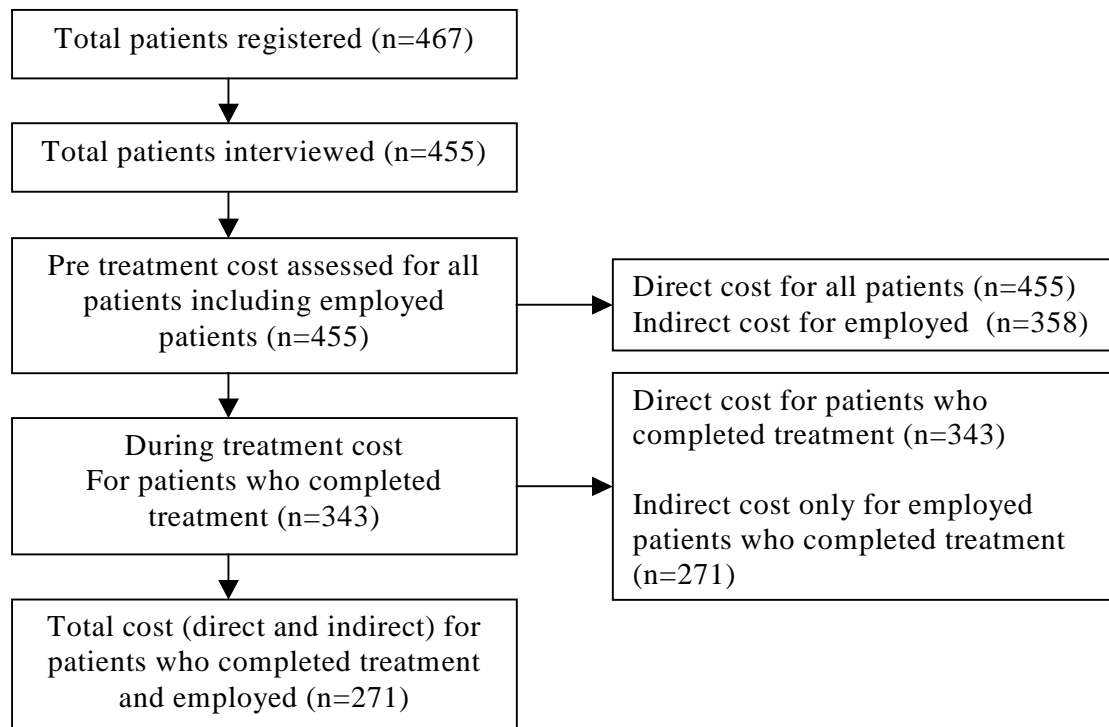 Total patients registered (n=467)
Total patients interviewed (n=455)
Pre treatment cost assessed for all
patients including employed
patients (n=455)
Direct cost for all patients (n=455)
Indirect cost for employed (n=358)
During treatment cost
For patients who completed
treatment (n=343)
Direct cost for patients who
completed treatment (n=343)
Indirect cost only for employed
patients who completed treatment
(n=271)
Total cost (direct and indirect) for
patients who completed treatment
and employed (n=271)